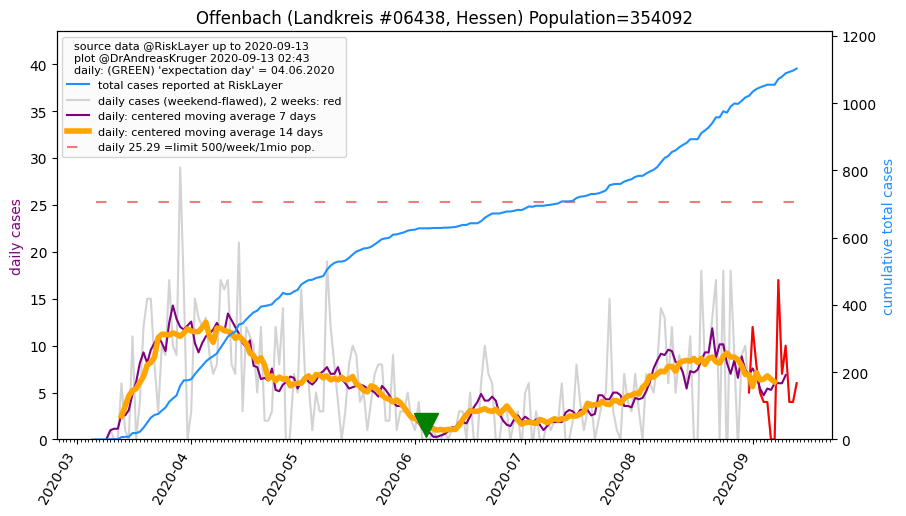 Offenbach (Landkreis #06438, Hessen) Population=354092
source data @RiskLayer up to 2020-09-13
plot @DrAndreasKruger 2020-09-13 02:43
daily: (GREEN) 'expectation day' = 04.06.2020
total cases reported at RiskLayer
daily cases (weekend-flawed), 2 weeks: red
daily: centered moving average 7 days
daily: centered moving average 14 days
daily 25.29 =limit 500/week/1mio pop.
daily cases
40
35
30
25
20
15
10
5
0
1200
1000
800
600
400
200
0
cumulative total cases
2020-03
2020-04
2020-05
2020-06
2020-07
2020-08
2020-09